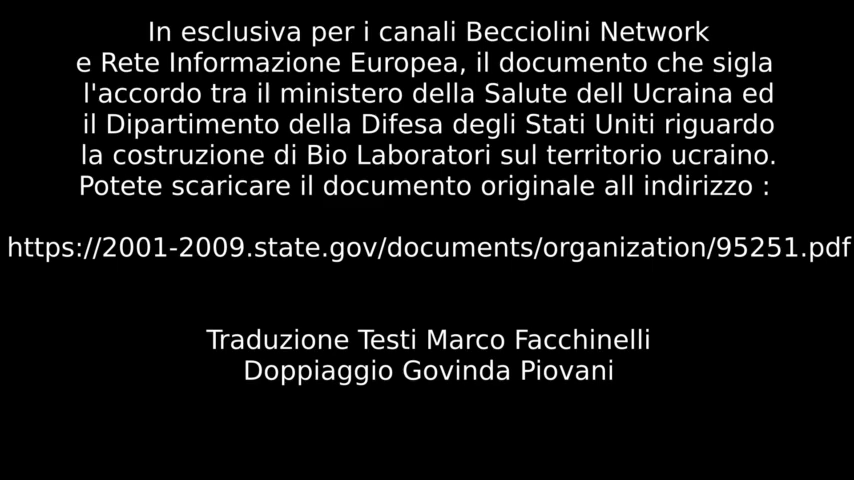 In esclusiva per i canali Becciolini Network
e Rete Informazione Europea, il documento che sigla
l'accordo tra il ministero della Salute dell Ucraina ed
il Dipartimento della Difesa degli Stati Uniti riguardo
la costruzione di Bio Laboratori sul territorio ucraino.
Potete scaricare il documento originale all indirizzo :
https://2001-2009.state.gov/documents/organization/95251.pdf
Traduzione Testi Marco Facchinelli
Doppiaggio Govinda Piovani